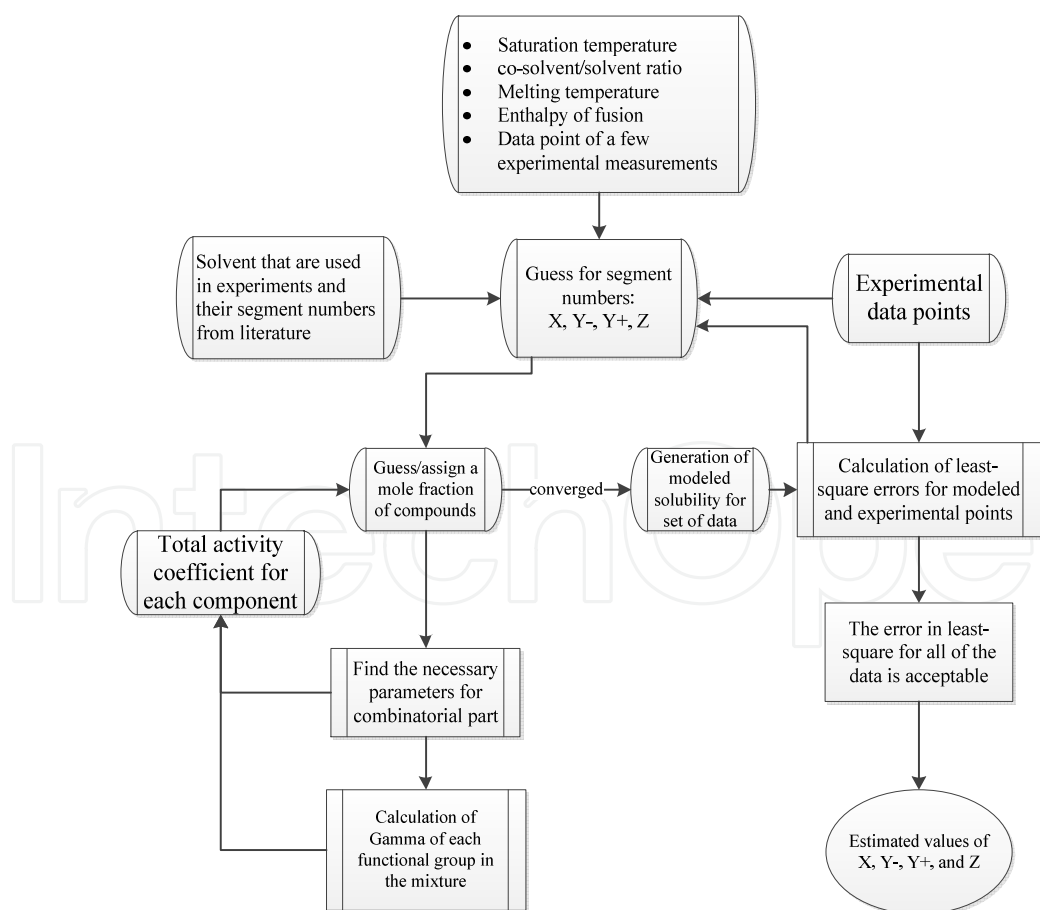 • Saturation temperature
• co-solvent/solvent ratio
• Melting temperature
• Enthalpy of fusion
• Data point of a few
experimental measurements
Solvent that are used
in experiments and
their segment numbers
from literature
Guess for segment
numbers:
X, Y-, Y+, Z
Experimental
data points
Guess/assign a
mole fraction
of compounds
converged
Generation of
modeled
solubility for
set of data
Calculation of least-
square errors for modeled
and experimental points
Total activity
coefficient for
each component
The error in least-
square for all of the
data is acceptable
Find the necessary
parameters for
combinatorial part
Calculation of
Gamma of each
functional group in
the mixture
Estimated values of
X, Y-, Y+, and Z
IntechOpe